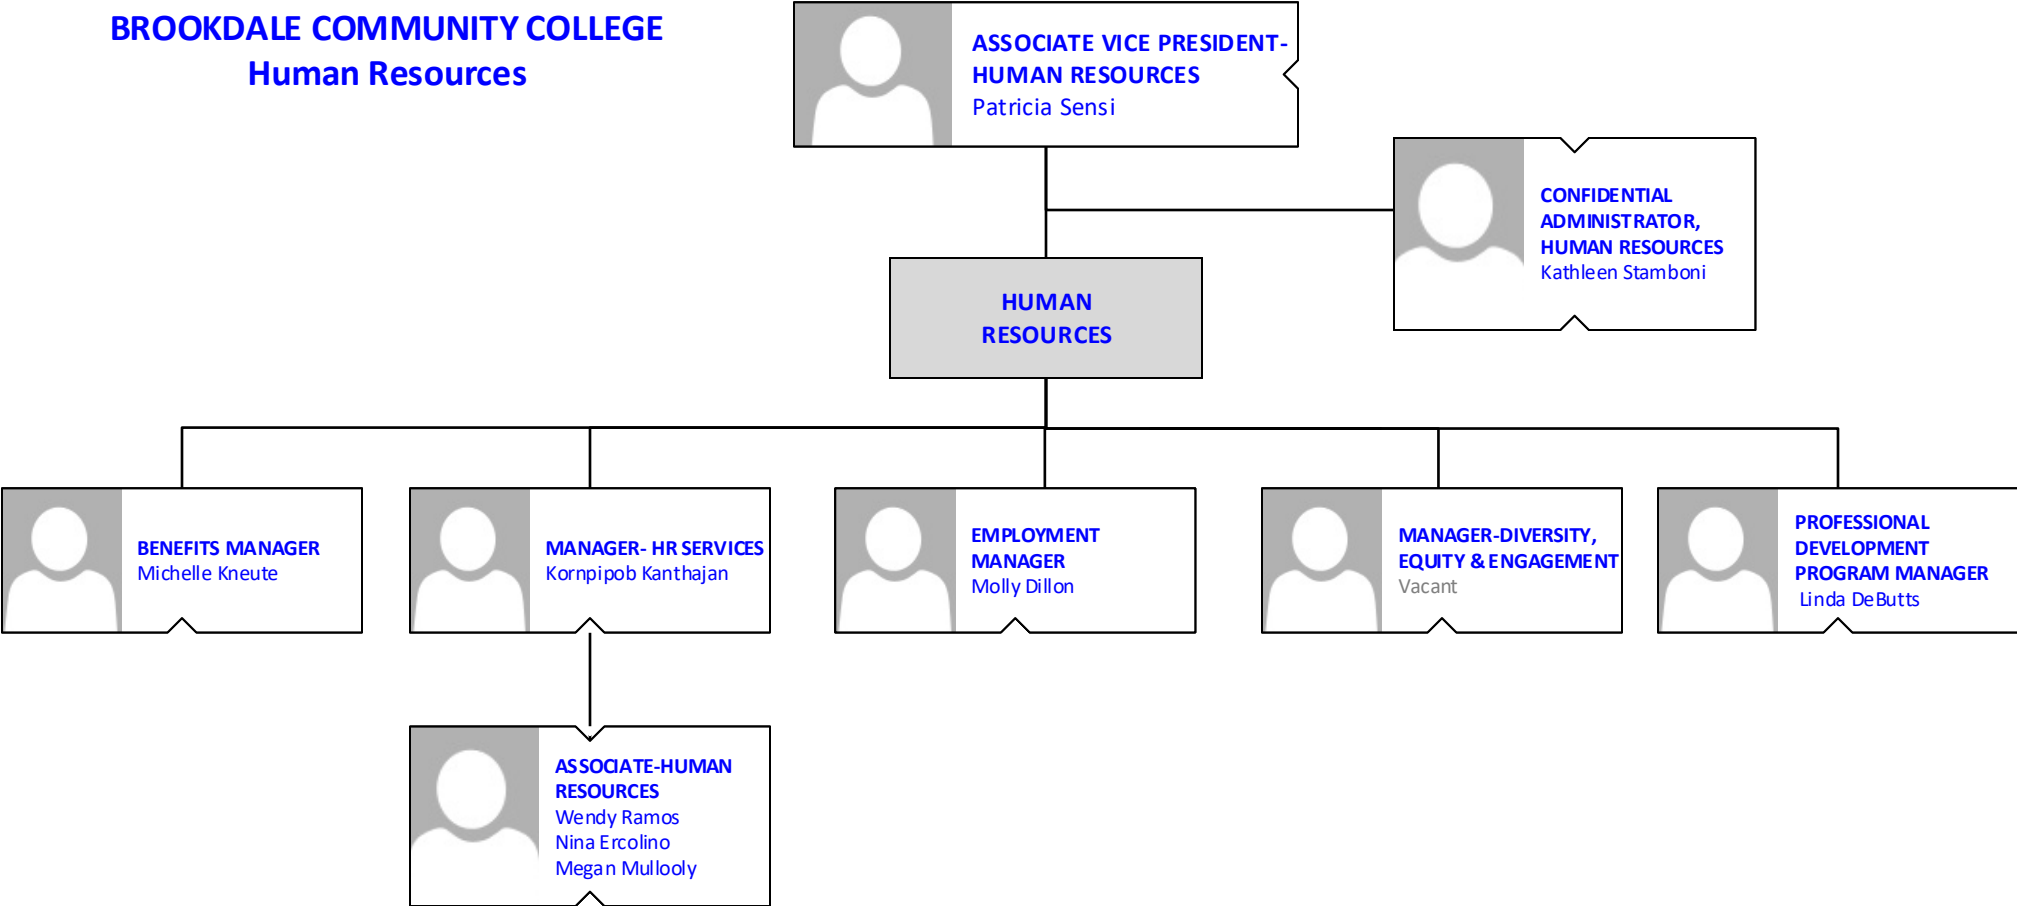 BROOKDALE COMMUNITY COLLEGE
Human Resources
ASSOCIATE VICE PRESIDENT-
HUMAN RESOURCES
Patricia Sensi
CONFIDENTIAL
ADMINISTRATOR,
HUMAN RESOURCES
Kathleen Stamboni
HUMAN
RESOURCES
BENEFITS MANAGER
Michelle Kneute
MANAGER- HR SERVICES
Kornpipob Kanthajan
EMPLOYMENT
MANAGER
Molly Dillon
MANAGER-DIVERSITY,
EQUITY & ENGAGEMENT
Vacant
PROFESSIONAL
DEVELOPMENT
PROGRAM MANAGER
Linda DeButts
ASSOCIATE-HUMAN
RESOURCES
Wendy Ramos
Nina Ercolino
Megan Mullooly